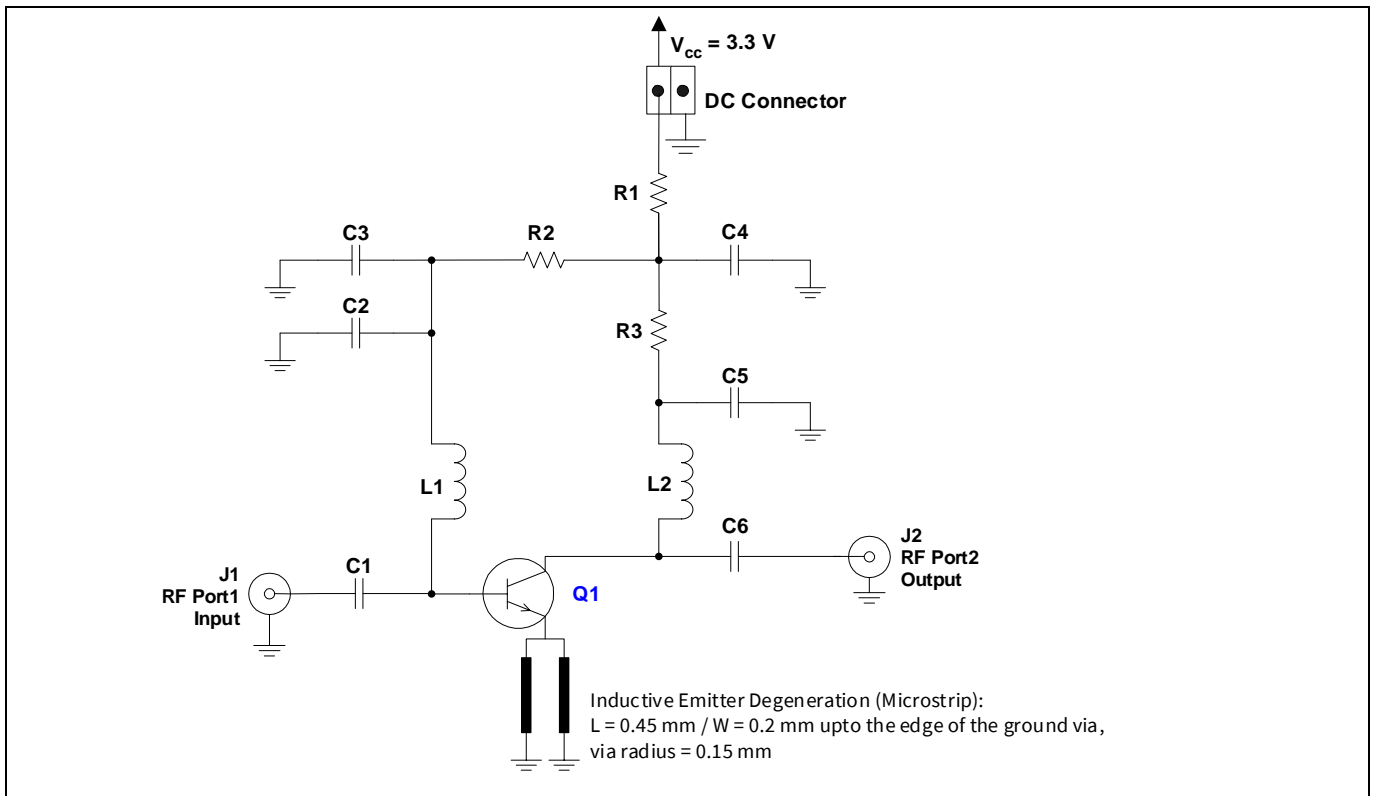 Vcc = 3.3 V
DC Connector
R1
C3
R2
C4
C2
R3
C5
L1
L2
C6
J2
RF Port2
Output
C1
J1
RF Port1
Input
Q1
Inductive Emitter Degeneration (Microstrip):
L = 0.45 mm / W = 0.2 mm upto the edge of the ground via,
via radius = 0.15 mm